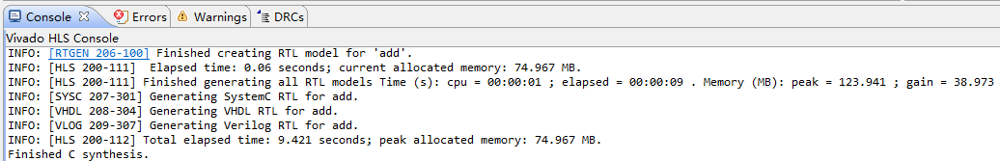 Console Errors Warnings DRCs
Vivado HLS Console
INFO: [RTGEN 206-100] Finished creating RTL model for 'add'.
INFO: [HLS 200-111]  Elapsed time: 0.06 seconds; current allocated memory: 74.967 MB.
INFO: [HLS 200-111] Finished generating all RTL models Time (s): cpu = 00:00:01 ; elapsed = 00:00:09 . Memory (MB): peak = 123.941 ; gain = 38.973
INFO: [SYSC 207-301] Generating SystemC RTL for add.
INFO: [VHDL 208-304] Generating VHDL RTL for add.
INFO: [VLOG 209-307] Generating Verilog RTL for add.
INFO: [HLS 200-112] Total elapsed time: 9.421 seconds; peak allocated memory: 74.967 MB.
Finished C synthesis.